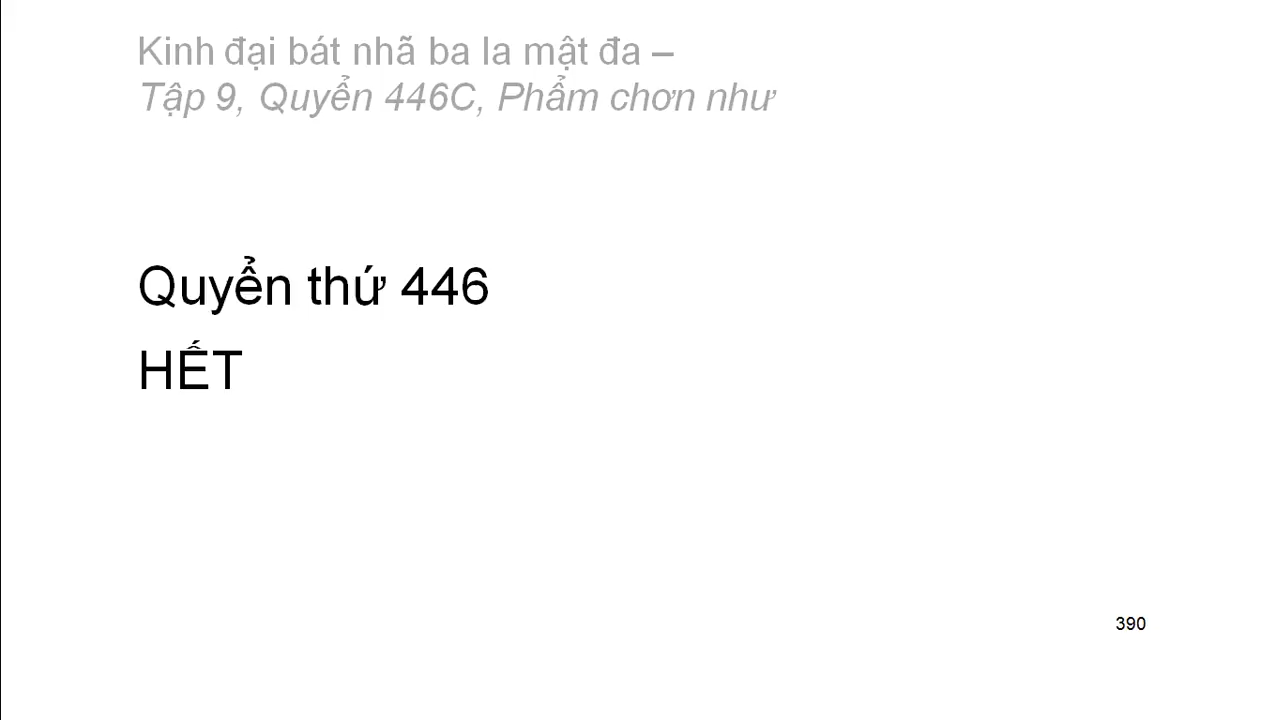 Kinh đại bát nhã ba la mật đa –
Tập 9, Quyển 446C, Phẩm chơn như
Quyển thứ 446
HẾT
390